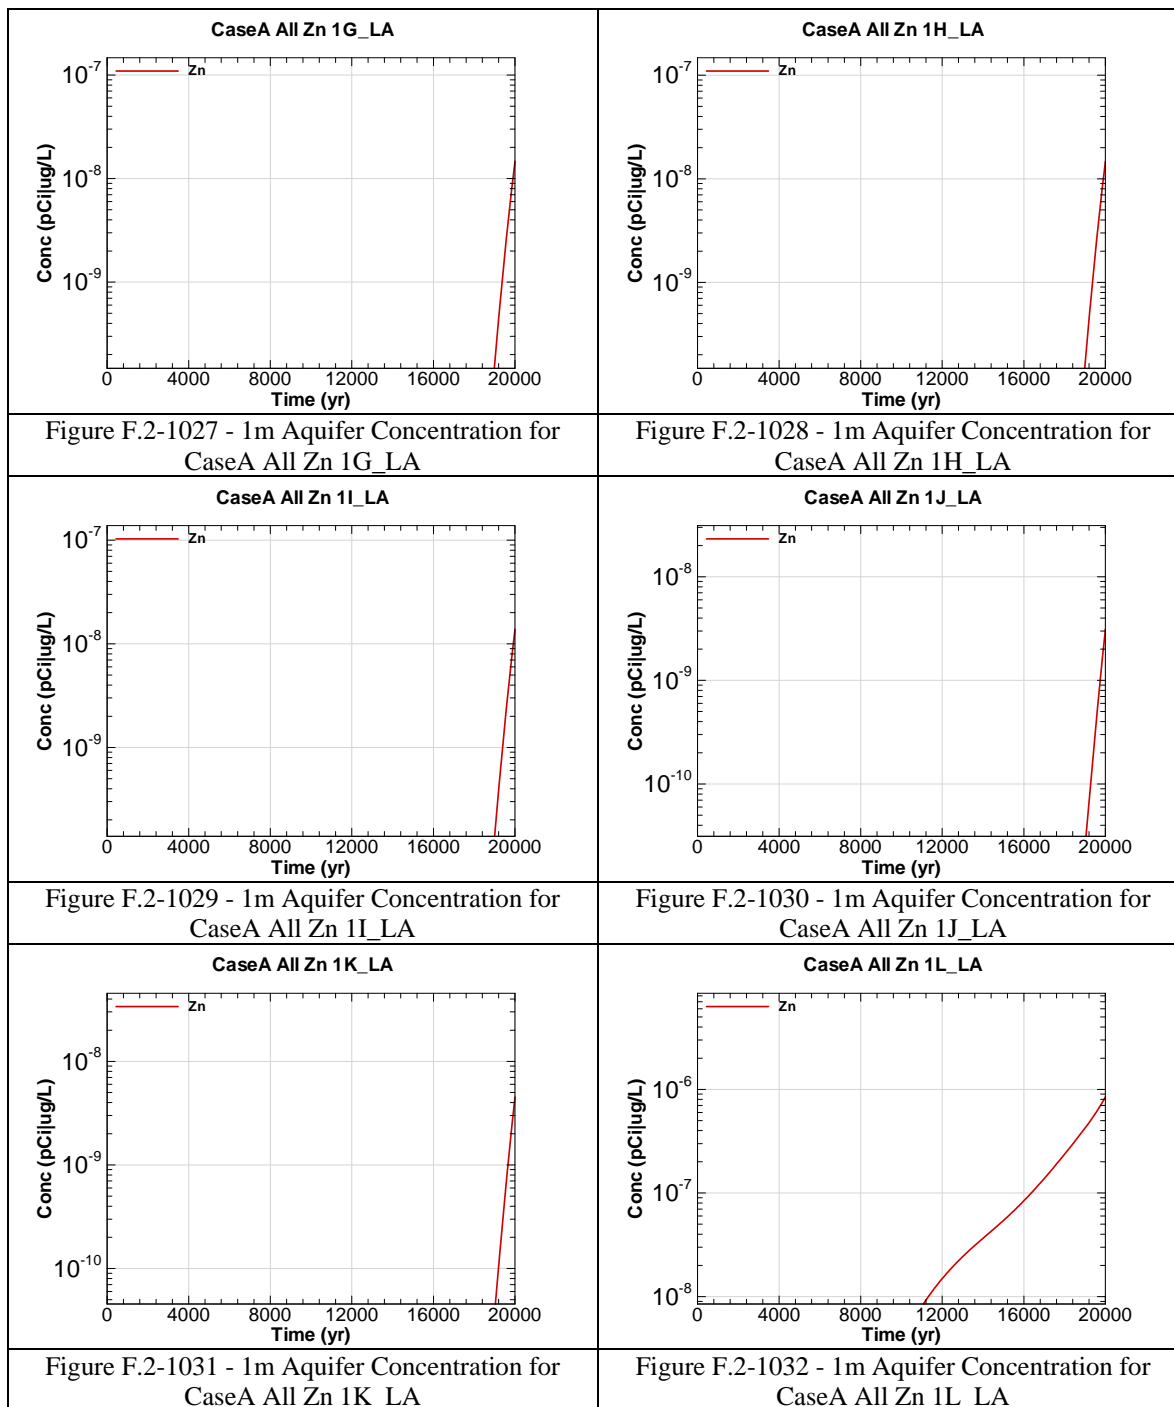 CaseA All Zn 1G_LA
Zn
10-7
10-8
10-9
Conc (pCi|ug/L)
0 4000 8000 12000 16000 20000
Time (yr)
Figure F.2-1027 - 1m Aquifer Concentration for
CaseA All Zn 1G_LA
CaseA All Zn 1H_LA
Zn
10-7
10-8
10-9
Conc (pCi|ug/L)
0 4000 8000 12000 16000 20000
Time (yr)
Figure F.2-1028 - 1m Aquifer Concentration for
CaseA All Zn 1H_LA
CaseA All Zn 1I_LA
Zn
10-7
10-8
10-9
Conc (pCi|ug/L)
0 4000 8000 12000 16000 20000
Time (yr)
Figure F.2-1029 - 1m Aquifer Concentration for
CaseA All Zn 1I_LA
CaseA All Zn 1J_LA
Zn
10-8
10-9
10-10
Conc (pCi|ug/L)
0 4000 8000 12000 16000 20000
Time (yr)
Figure F.2-1030 - 1m Aquifer Concentration for
CaseA All Zn 1J_LA
CaseA All Zn 1K_LA
Zn
10-8
10-9
10-10
Conc (pCi|ug/L)
0 4000 8000 12000 16000 20000
Time (yr)
Figure F.2-1031 - 1m Aquifer Concentration for
CaseA All Zn 1K_LA
CaseA All Zn 1L_LA
Zn
10-6
10-7
10-8
Conc (pCi|ug/L)
0 4000 8000 12000 16000 20000
Time (yr)
Figure F.2-1032 - 1m Aquifer Concentration for
CaseA All Zn 1L_LA